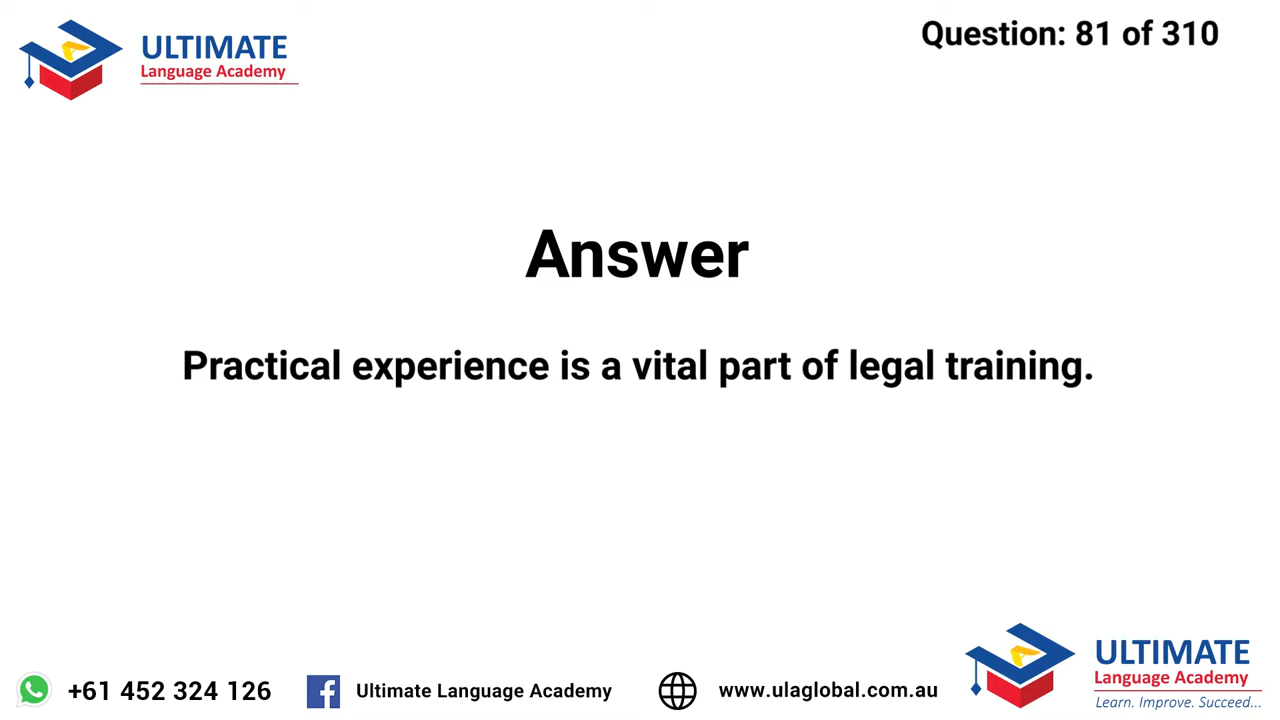 ULTIMATE
Language Academy
Question: 81 of 310
Answer
Practical experience is a vital part of legal training.
+61 452 324 126
Ultimate Language Academy
www.ulaglobal.com.au
ULTIMATE
Language Academy
Learn. Improve. Succeed...